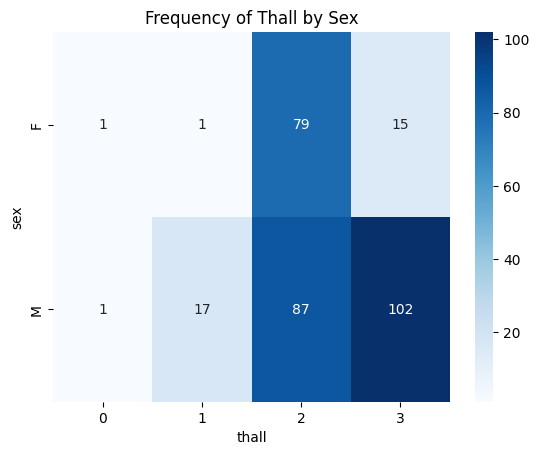 Frequency of Thall by Sex
F
1 1 79 15
M
1 17 87 102
sex
0 1 2 3
thall
100
80
60
40
20